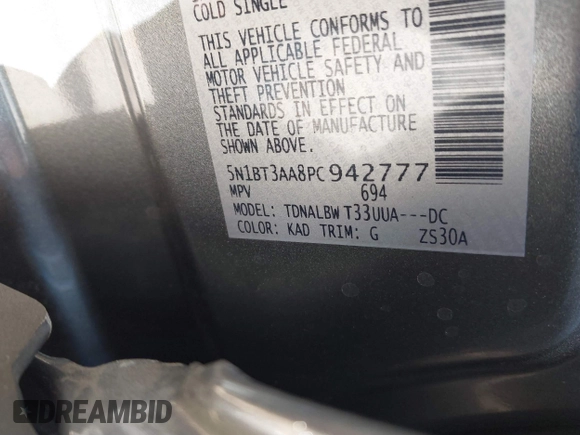 COLD SINGLE
THIS VEHICLE CONFORMS TO
ALL APPLICABLE FEDERAL
MOTOR VEHICLE SAFETY AND
THEFT PREVENTION
STANDARDS IN EFFECT ON
THE DATE OF MANUFACTURE
SHOWN ABOVE.
5N1BT3AA8PC942777
MPV 694
MODEL: TDNALBW T33UUA---DC
COLOR: KAD TRIM: G ZS30A
DREAMBID